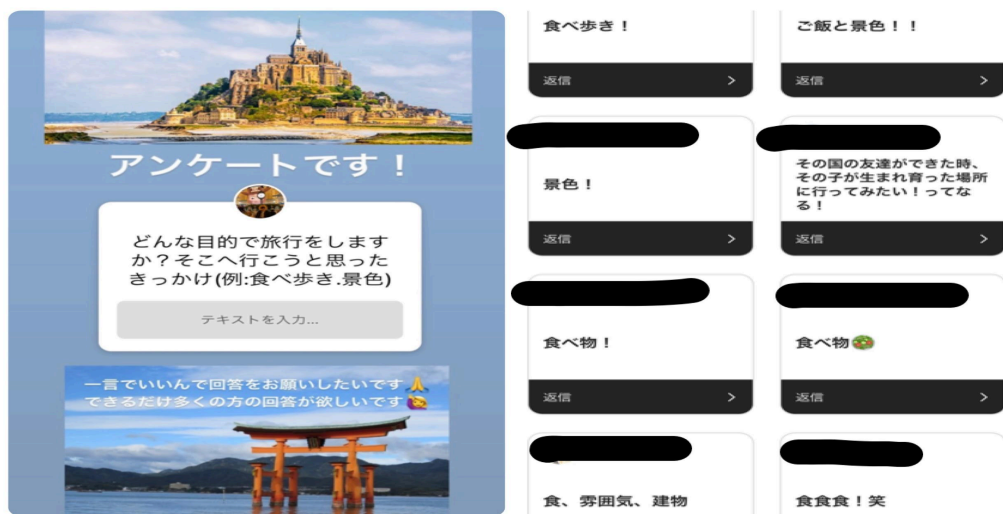 アンケートです！
どんな目的で旅行をします
か？そこへ行こうと思った
きっかけ(例:食べ歩き.景色)
テキストを入力...
一言でいいんで回答をお願いしたいです🙏
できるだけ多くの方の回答が欲しいです🙋
食べ歩き！
返信
ご飯と景色！！
返信
景色！
返信
その国の友達ができた時、
その子が生まれ育った場所
に行ってみたい！ってな
る！
返信
食べ物！
返信
食べ物🥗
返信
食、雰囲気、建物
食食食！笑